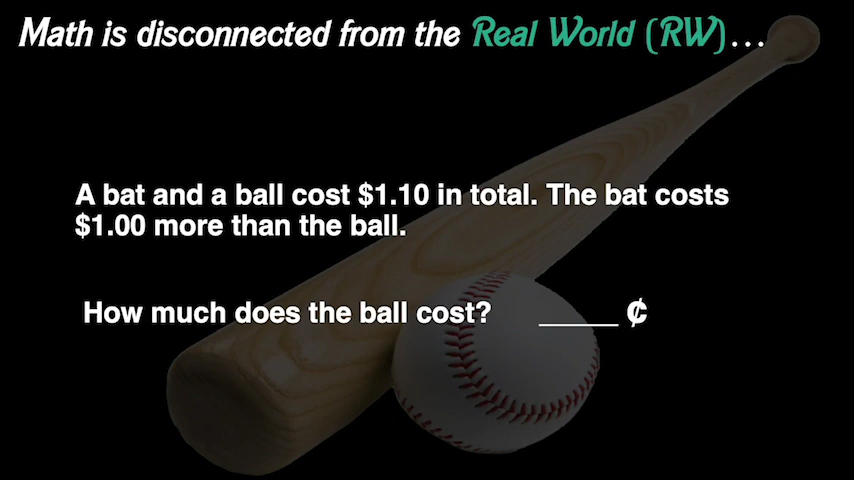 Math is disconnected from the Real World (RW)...
A bat and a ball cost $1.10 in total. The bat costs
$1.00 more than the ball.
How much does the ball cost? _____ ¢